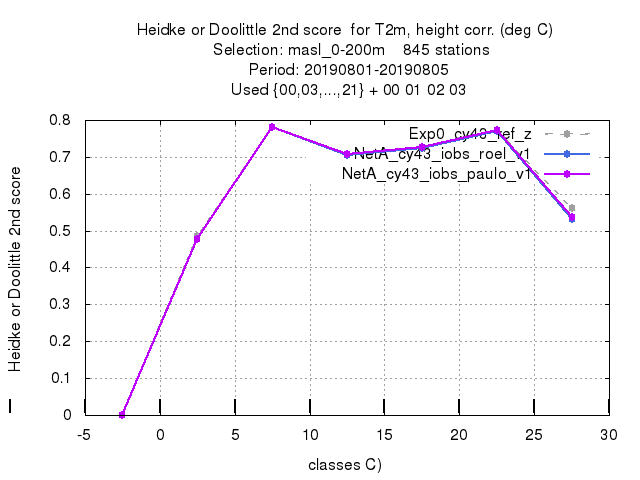 Heidke or Doolittle 2nd score for T2m, height corr. (deg C)
Selection: masl_0-200m 845 stations
Period: 20190801-20190805
Used {00,03,...,21} + 00 01 02 03
Exp0_cy43_ref_z
NetA_cy43_iobs_roel_v1
NetA_cy43_iobs_paulo_v1
0.8
0.7
0.6
0.5
0.4
0.3
0.2
0.1
0
-5 0 5 10 15 20 25 30
Heidke or Doolittle 2nd score
classes C)